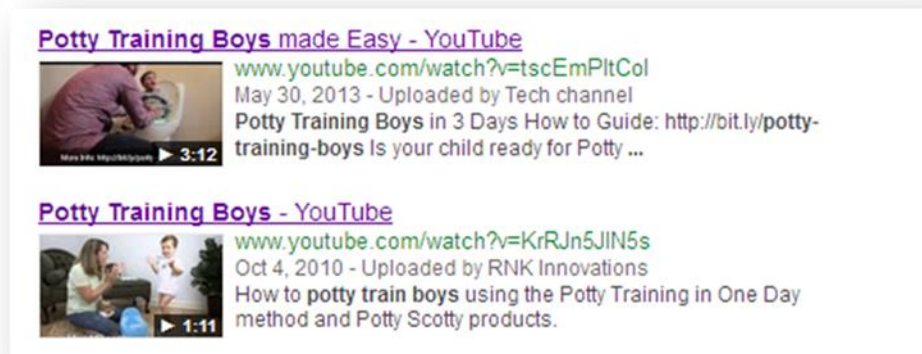 Potty Training Boys made Easy - YouTube
www.youtube.com/watch?v=tscEmPltCoI
May 30, 2013 - Uploaded by Tech channel
Potty Training Boys in 3 Days How to Guide: http://bit.ly/potty-
training-boys Is your child ready for Potty ...
3:12
Potty Training Boys - YouTube
www.youtube.com/watch?v=KrRJn5JlN5s
Oct 4, 2010 - Uploaded by RNK Innovations
How to potty train boys using the Potty Training in One Day
method and Potty Scotty products.
1:11